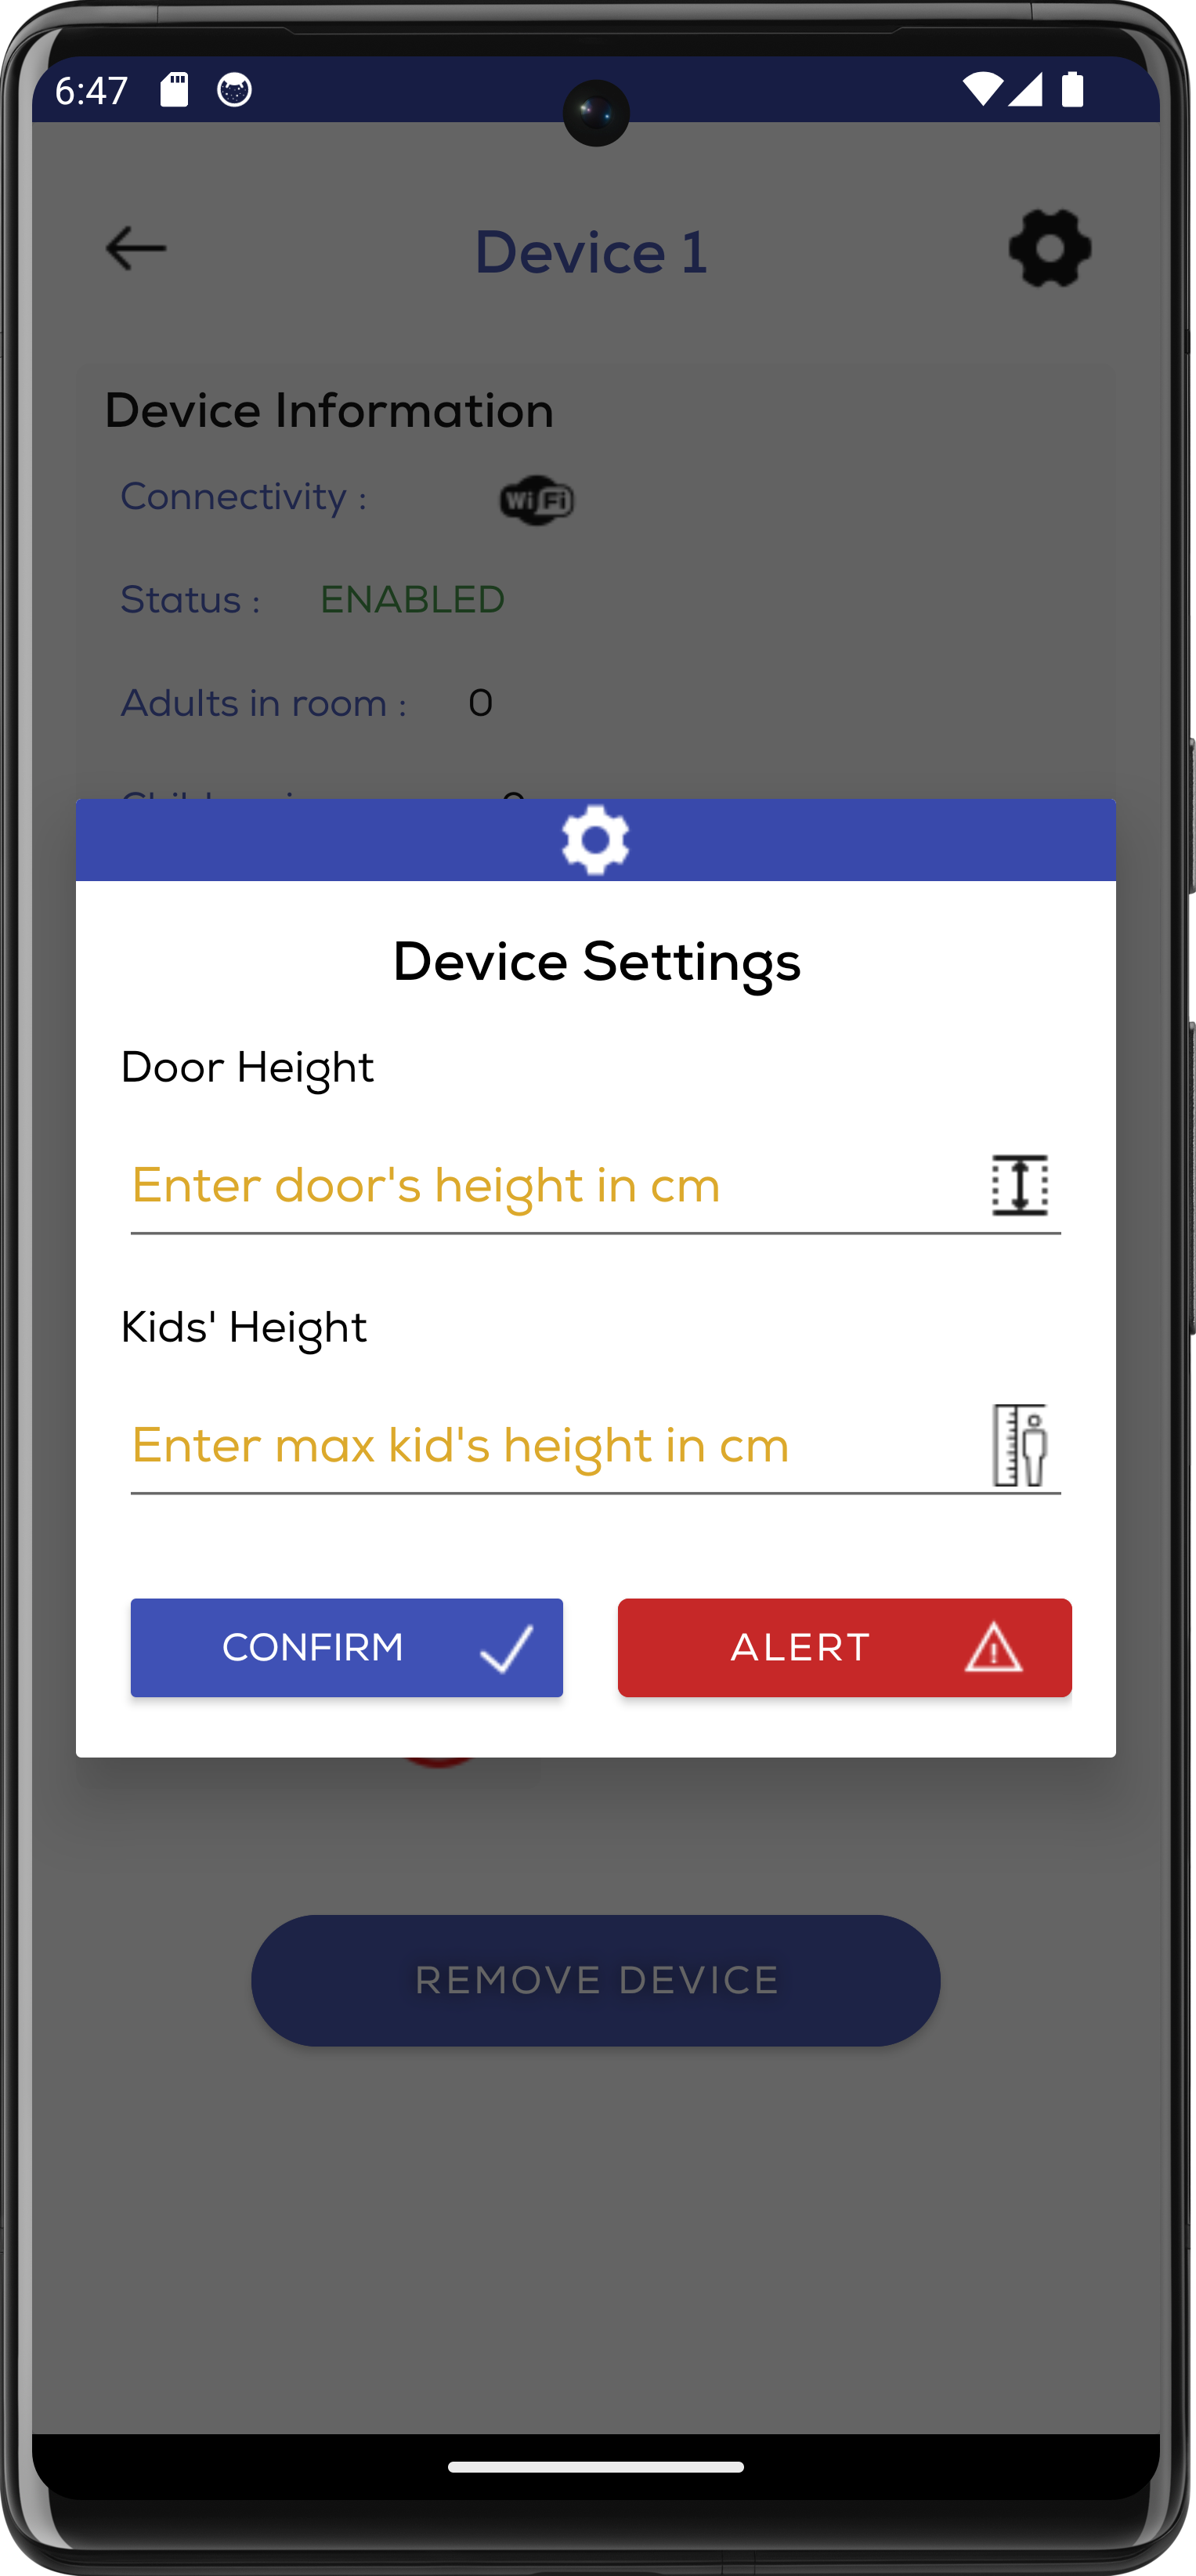 6:47
Device 1
Device Information
Connectivity :
WiFi
Status : ENABLED
Adults in room : 0
Device Settings
Door Height
Enter door's height in cm
Kids' Height
Enter max kid's height in cm
CONFIRM
ALERT
REMOVE DEVICE